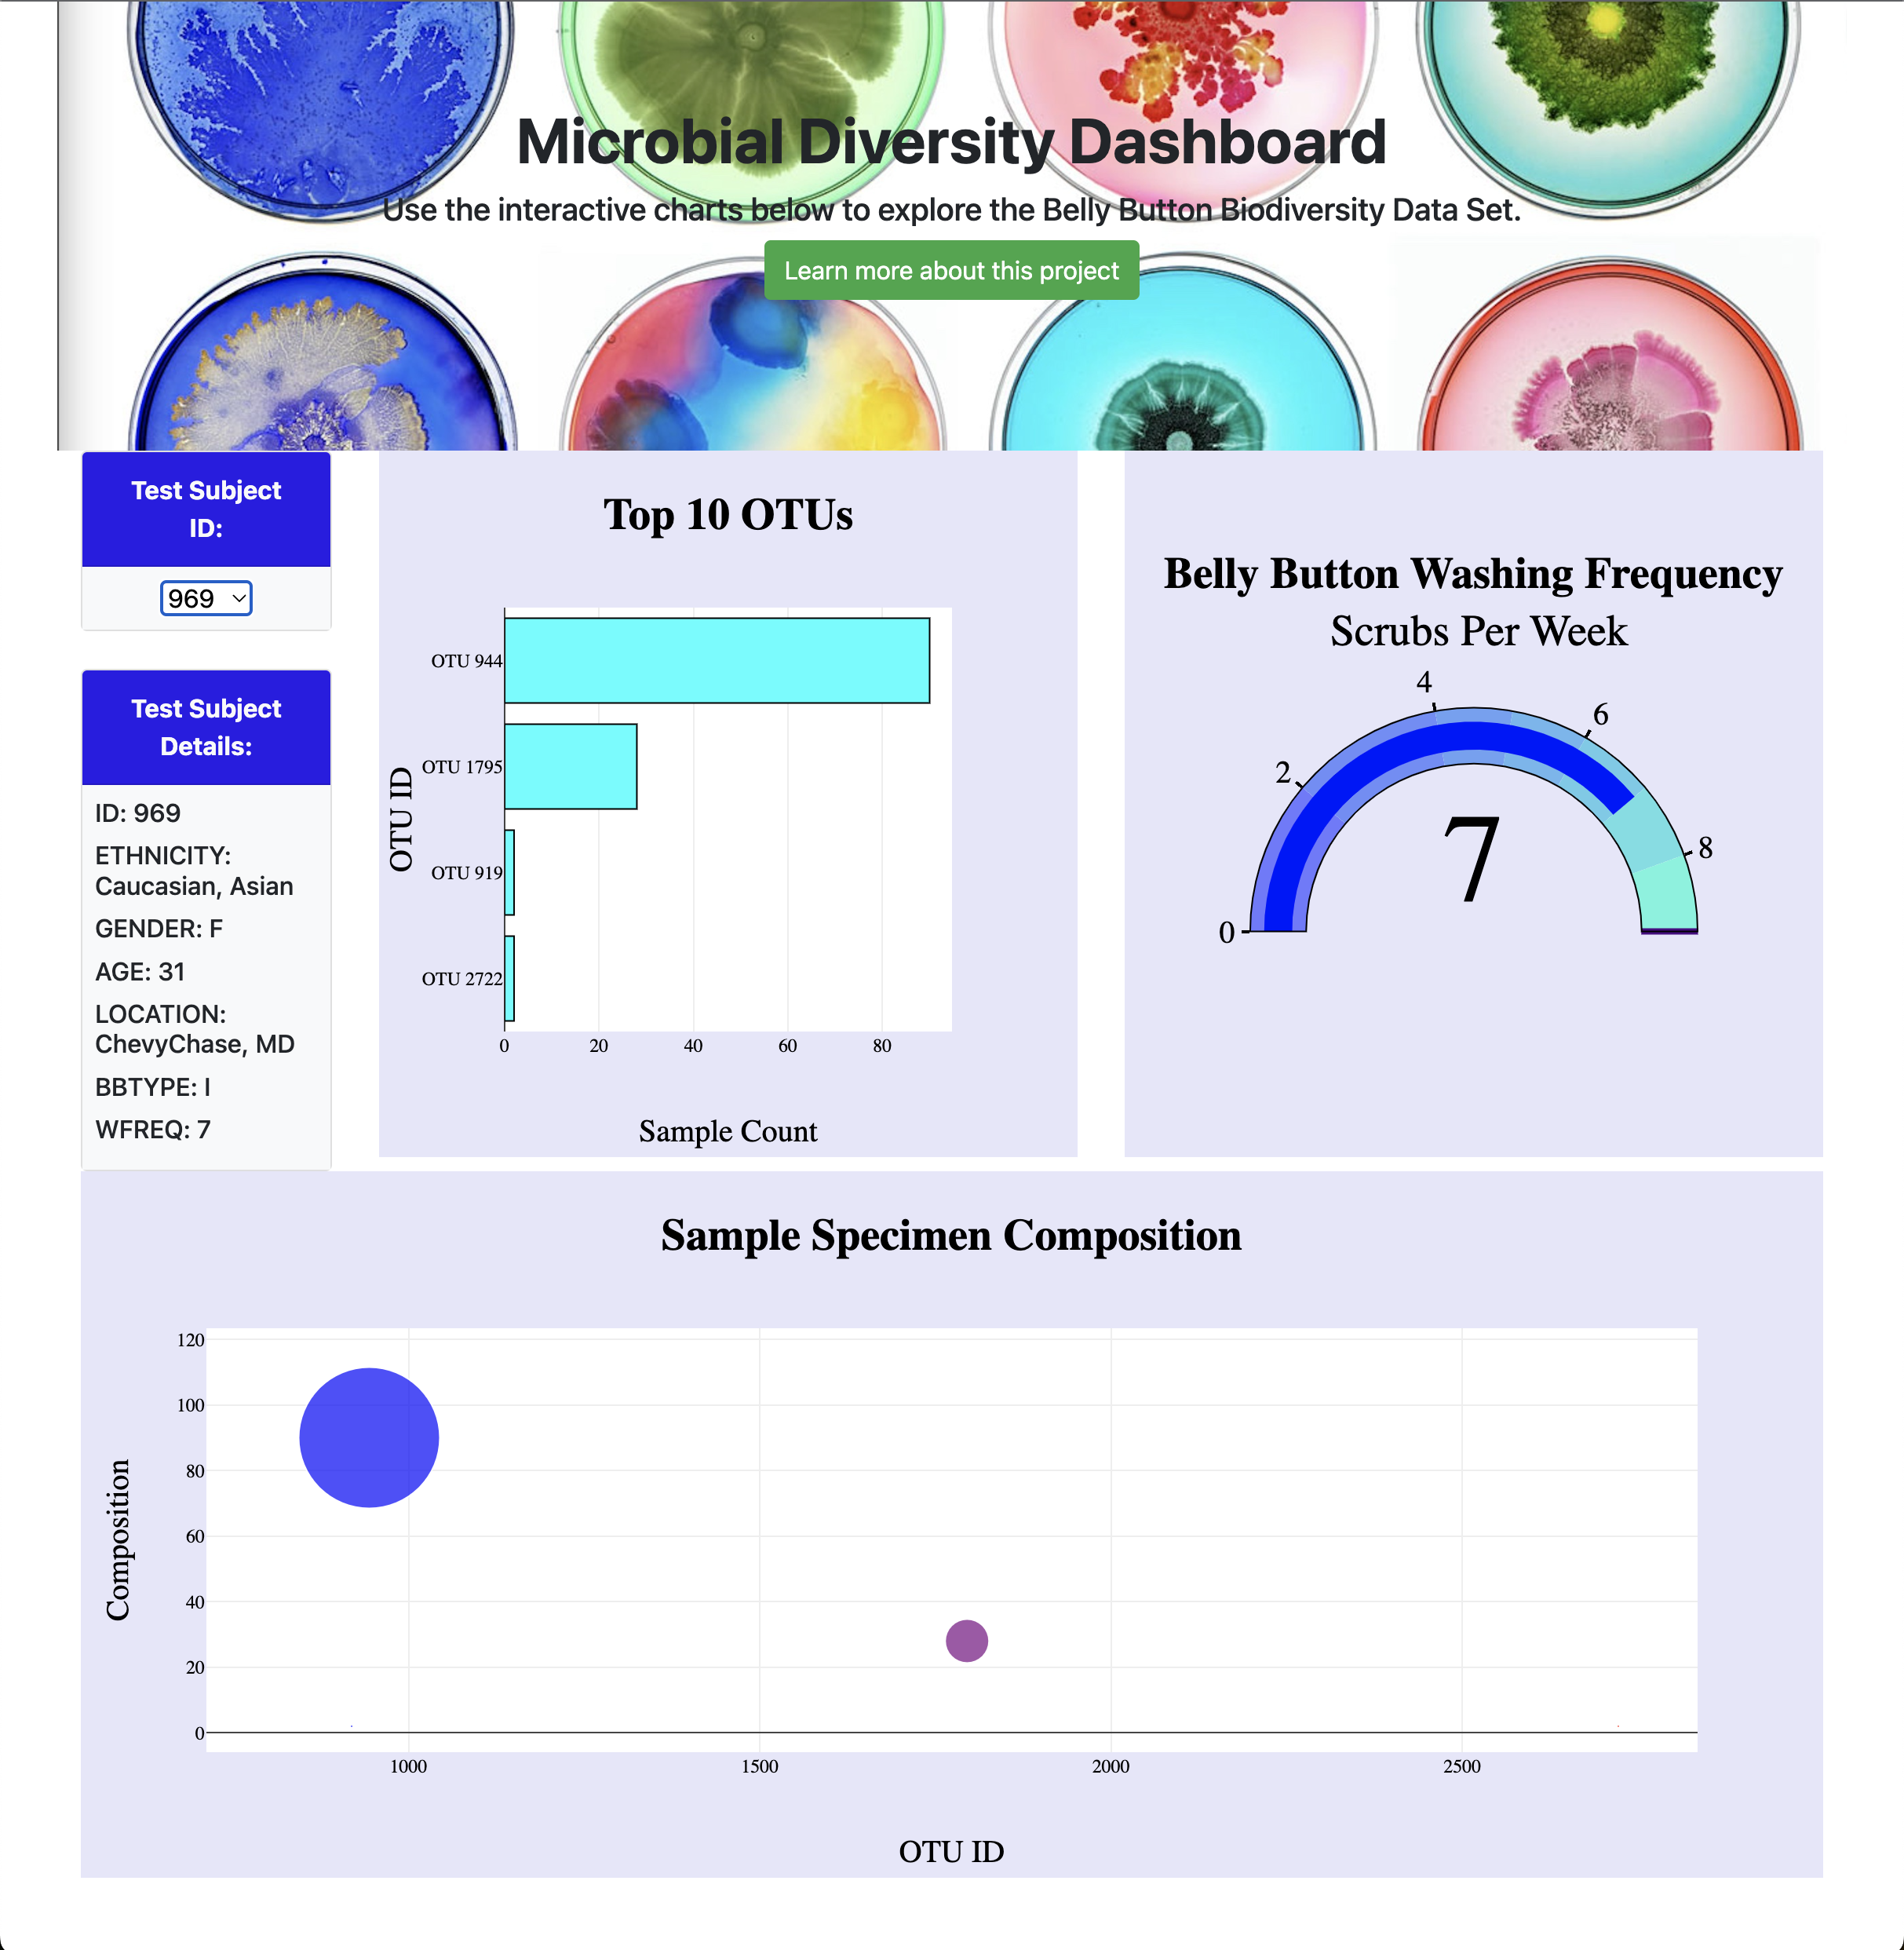 Microbial Diversity Dashboard
Use the interactive charts below to explore the Belly Button Biodiversity Data Set.
Learn more about this project
Test Subject
ID:
969
Test Subject
Details:
ID: 969
ETHNICITY:
Caucasian, Asian
GENDER: F
AGE: 31
LOCATION:
ChevyChase, MD
BBTYPE: I
WFREQ: 7
Top 10 OTUs
OTU ID
OTU 944
OTU 1795
OTU 919
OTU 2722
0 20 40 60 80
Sample Count
Belly Button Washing Frequency
Scrubs Per Week
0
2
4
6
8
7
Sample Specimen Composition
Composition
120
100
80
60
40
20
0
1000 1500 2000 2500
OTU ID